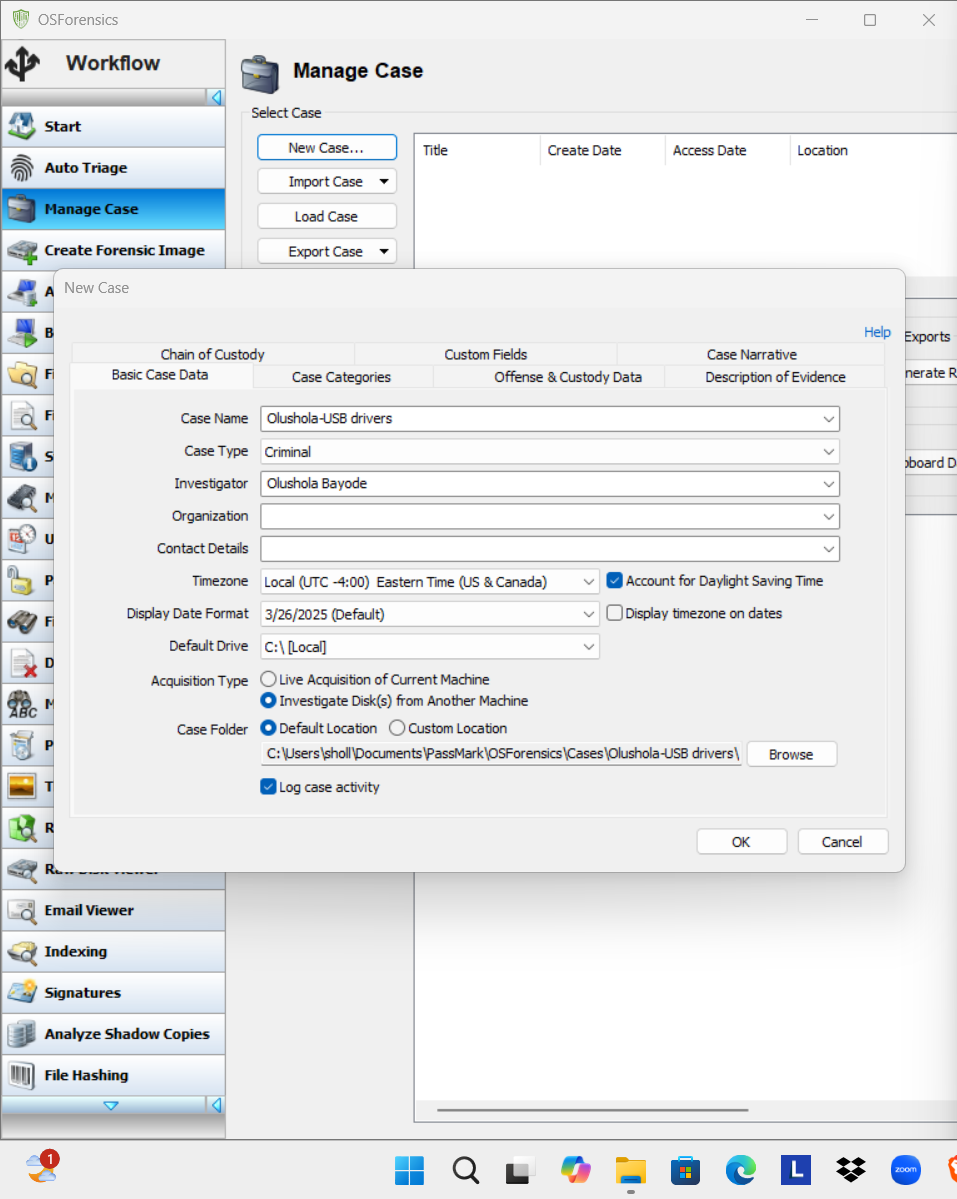 OSForensics
Workflow
Manage Case
Select Case
New Case...
Title Create Date Access Date Location
Import Case
Load Case
Export Case
Start
Auto Triage
Manage Case
Create Forensic Image
New Case
Help
Exports
Chain of Custody Custom Fields Case Narrative
Basic Case Data Case Categories Offense & Custody Data Description of Evidence
Case Name Olushola-USB drivers
Case Type Criminal
Investigator Olushola Bayode
Organization
Contact Details
Timezone Local (UTC -4:00) Eastern Time (US & Canada) Account for Daylight Saving Time
Display Date Format 3/26/2025 (Default) Display timezone on dates
Default Drive C:\ [Local]
Acquisition Type Live Acquisition of Current Machine
Investigate Disk(s) from Another Machine
Case Folder Default Location Custom Location
C:\Users\sholl\Documents\PassMark\OSForensics\Cases\Olushola-USB drivers\ Browse
Log case activity
OK Cancel
Email Viewer
Indexing
Signatures
Analyze Shadow Copies
File Hashing
1
ABC
L
zoom